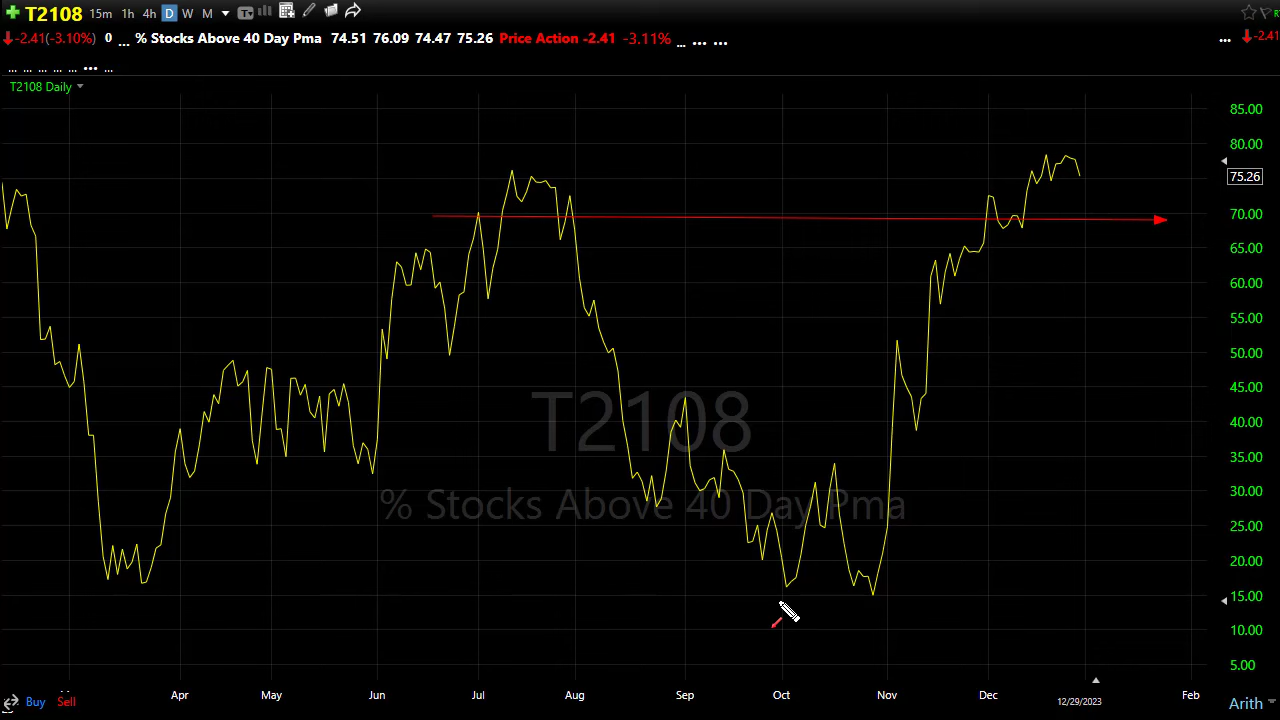 T2108 15m 1h 4h D W M
-2.41(-3.10%) 0 ... % Stocks Above 40 Day Pma 74.51 76.09 74.47 75.26 Price Action -2.41 -3.11% ... ... ... ... -2.41
... ... ... ... ... ... ...
T2108 Daily
85.00
80.00
75.26
70.00
65.00
60.00
55.00
50.00
45.00
40.00
35.00
30.00
25.00
20.00
15.00
10.00
5.00
T2108
% Stocks Above 40 Day Pma
Apr May Jun Jul Aug Sep Oct Nov Dec 12/29/2023 Feb
Buy Sell
Arith